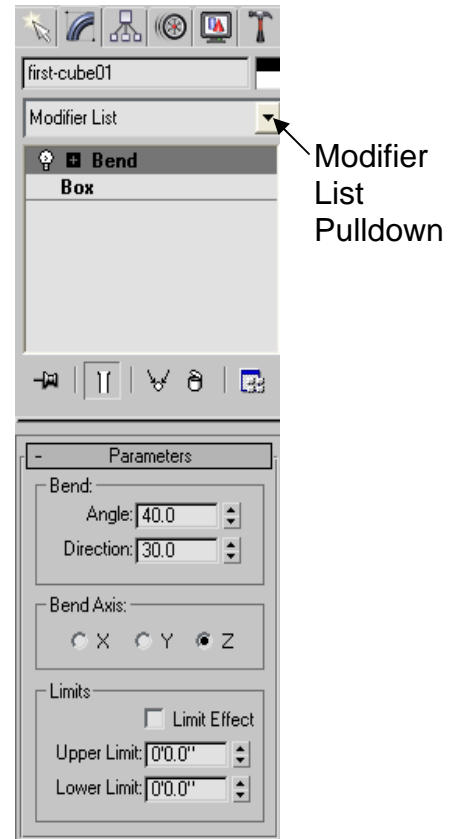 first-cube01
Modifier List
Modifier
List
Pulldown
Bend
Box
- Parameters
Bend:
Angle: 40.0
Direction: 30.0
Bend Axis:
X Y Z
Limits
Limit Effect
Upper Limit: 0'0.0"
Lower Limit: 0'0.0"